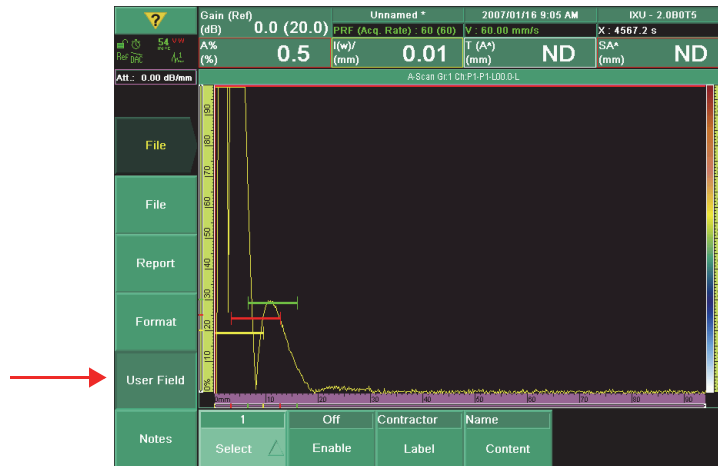 ?
Gain (Ref)
(dB) 0.0 (20.0)
Unnamed *
2007/01/16 9:05 AM
IXU - 2.0B0T5
PRF (Acq. Rate) : 60 (60)
V : 60.00 mm/s
X : 4567.2 s
54
Ref DAC
A%
(%) 0.5
I(w)/
(mm) 0.01
T (A^)
(mm) ND
SA^
(mm) ND
Att.: 0.00 dB/mm
A-Scan Gr:1 Ch:P1-P1-L00.0-L
File
File
Report
Format
User Field
Notes
90
80
70
60
50
40
30
20
10
0%
0mm 10 20 30 40 50 60 70 80 90
1
Off
Contractor
Name
Select
Enable
Label
Content